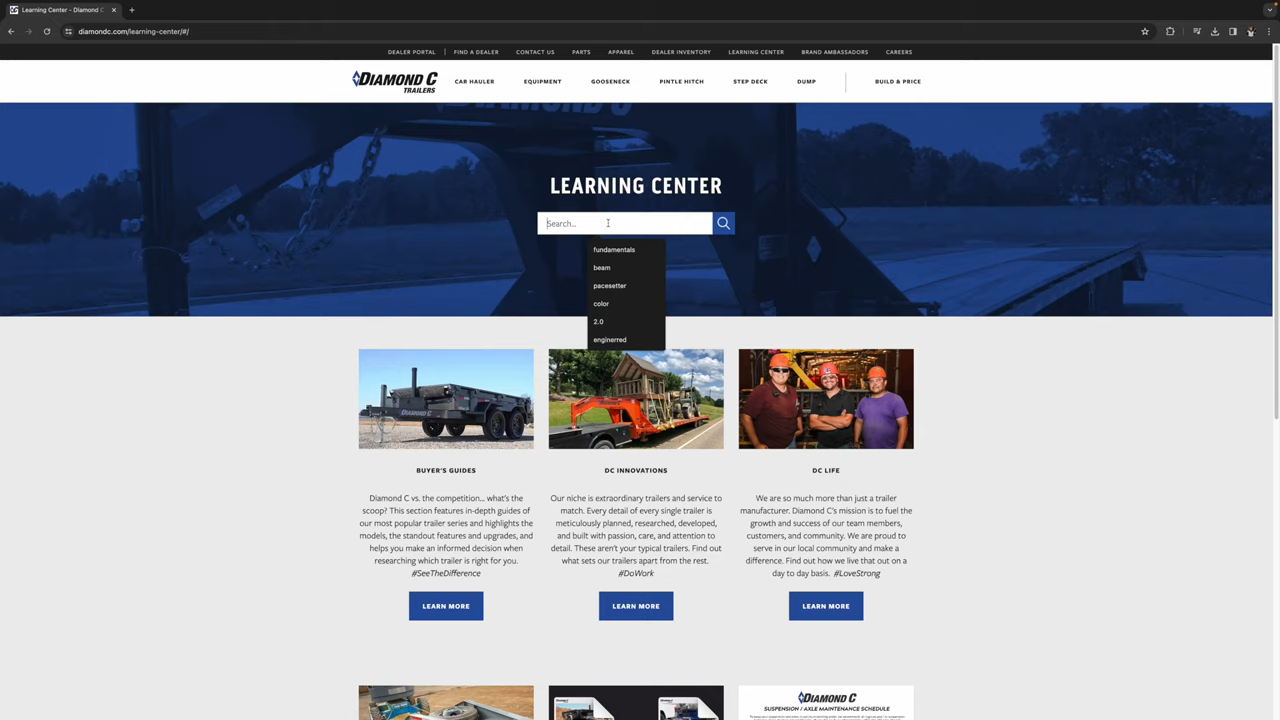 Learning Center – Diamond C
diamondc.com/learning-center/#/
DEALER PORTAL FIND A DEALER CONTACT US PARTS APPAREL DEALER INVENTORY LEARNING CENTER BRAND AMBASSADORS CAREERS
DIAMOND C
TRAILERS
CAR HAULER EQUIPMENT GOOSENECK PINTLE HITCH STEP DECK DUMP BUILD & PRICE
LEARNING CENTER
Search...
fundamentals
beam
pacesetter
color
2.0
enginerred
DIAMOND C
BUYER'S GUIDES
Diamond C vs. the competition... what's the
scoop? This section features in-depth guides of
our most popular trailer series and highlights the
models, the standout features and upgrades, and
helps you make an informed decision when
researching which trailer is right for you.
#SeeTheDifference
LEARN MORE
DC INNOVATIONS
Our niche is extraordinary trailers and service to
match. Every detail of every single trailer is
meticulously planned, researched, developed,
and built with passion, care, and attention to
detail. These aren't your typical trailers. Find out
what sets our trailers apart from the rest.
#DoWork
LEARN MORE
DC LIFE
We are so much more than just a trailer
manufacturer. Diamond C's mission is to fuel the
growth and success of our team members,
customers, and community. We are proud to
serve in our local community and make a
difference. Find out how we live that out on a
day to day basis. #LoveStrong
LEARN MORE
DIAMOND C
SUSPENSION / AXLE MAINTENANCE SCHEDULE